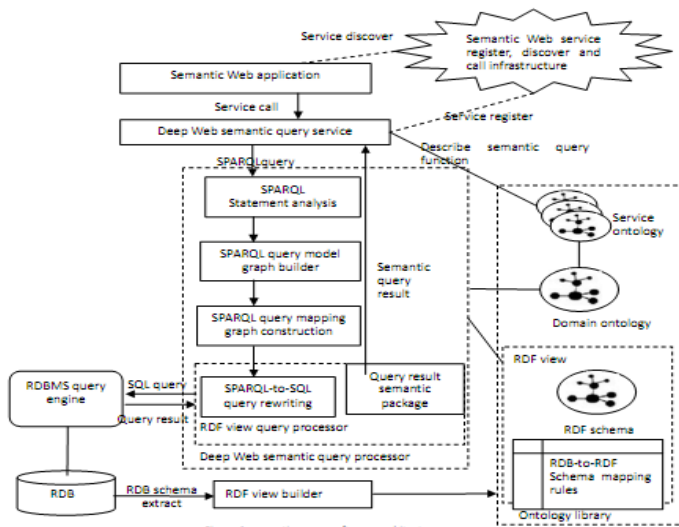 Service discover
Semantic Web service
register, discover and
call infrastructure
Semantic Web application
Service call
Service register
Deep Web semantic query service
Describe semantic query
function
SPARQLquery
SPARQL
Statement analysis
Service
ontology
SPARQL query model
graph builder
Semantic
query
result
SPARQL query mapping
graph construction
Domain ontology
RDF view
RDBMS query
engine
SQL query
Query result
SPARQL-to-SQL
query rewriting
Query result
semantic
package
RDF view query processor
RDF schema
Deep Web semantic query processor
RDB-to-RDF
Schema mapping
rules
RDB
RDB schema
extract
RDF view builder
Ontology library